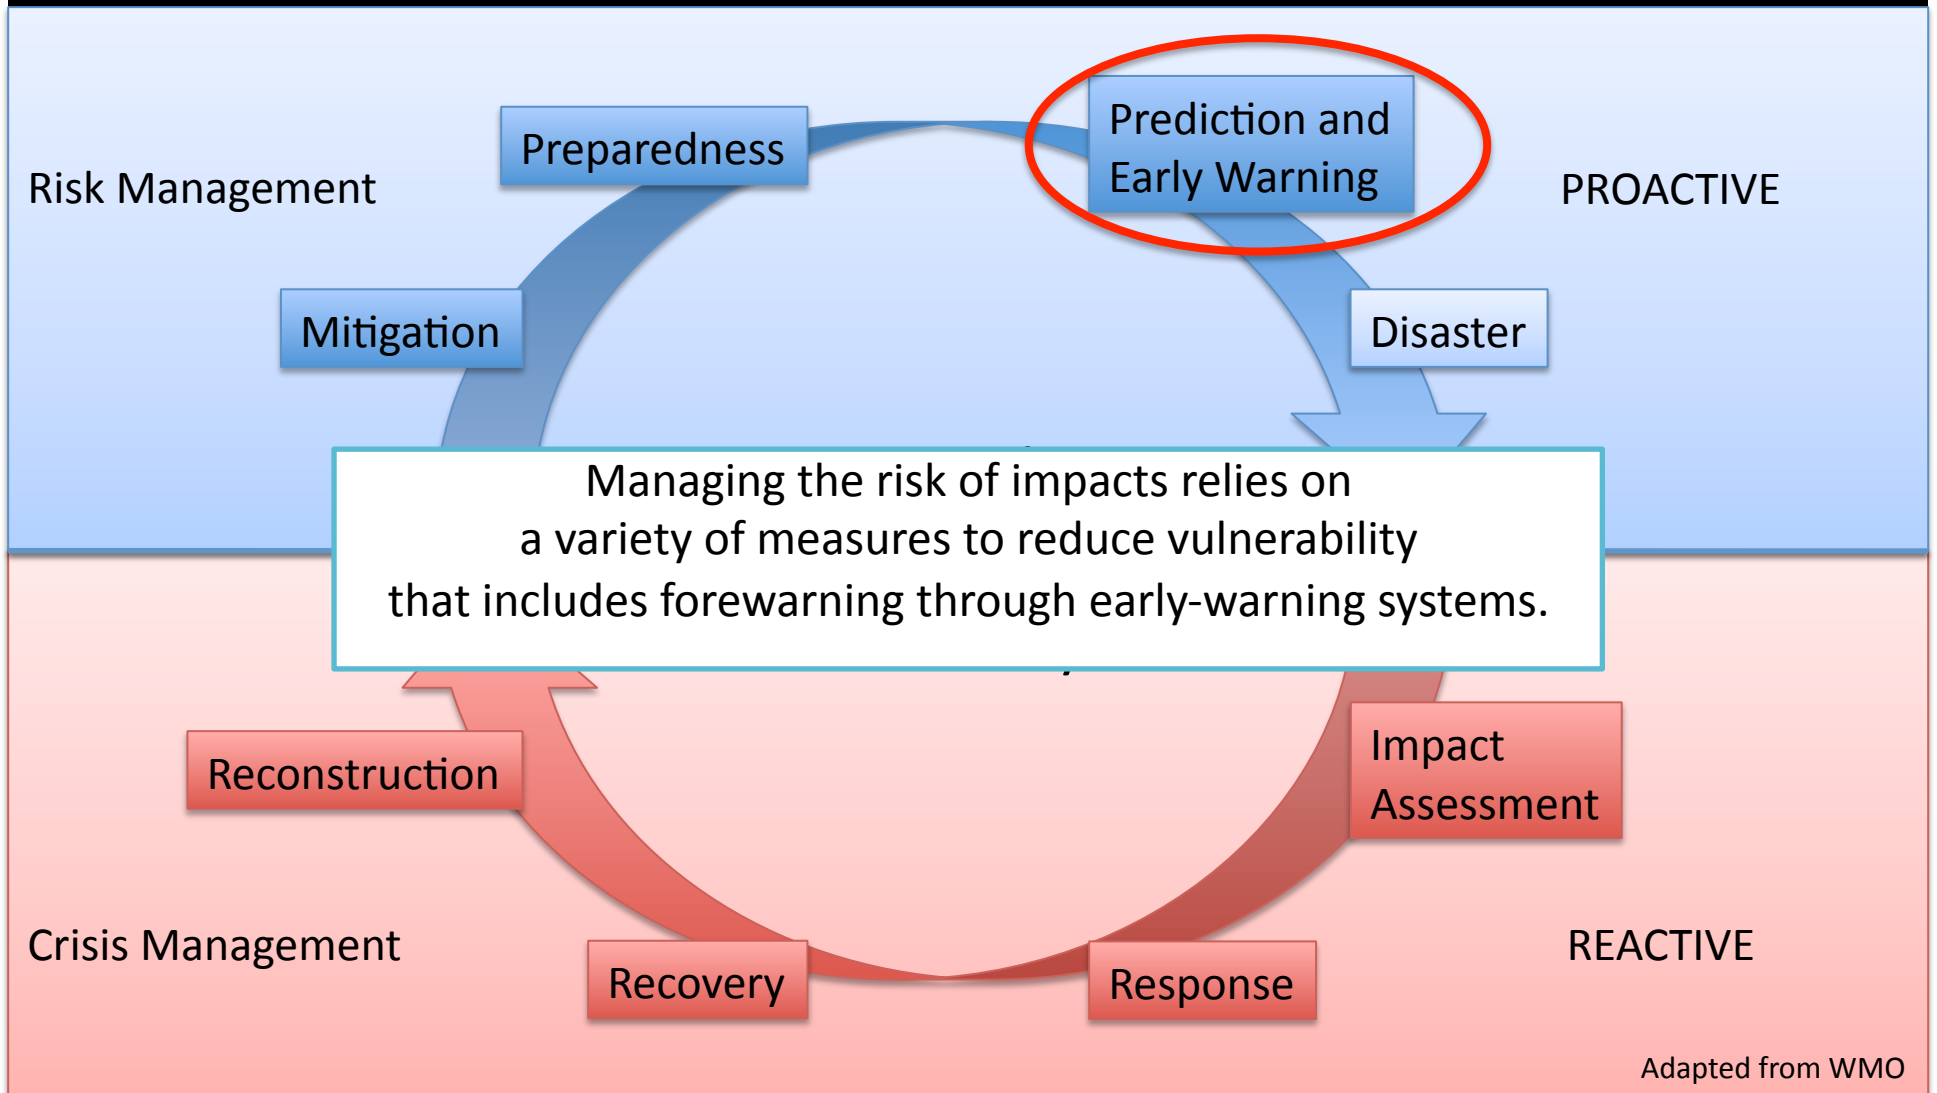 Preparedness
Prediction and
Early Warning
Risk Management
PROACTIVE
Mitigation
Disaster
Managing the risk of impacts relies on
a variety of measures to reduce vulnerability
that includes forewarning through early-warning systems.
Reconstruction
Impact
Assessment
Crisis Management
REACTIVE
Recovery
Response
Adapted from WMO